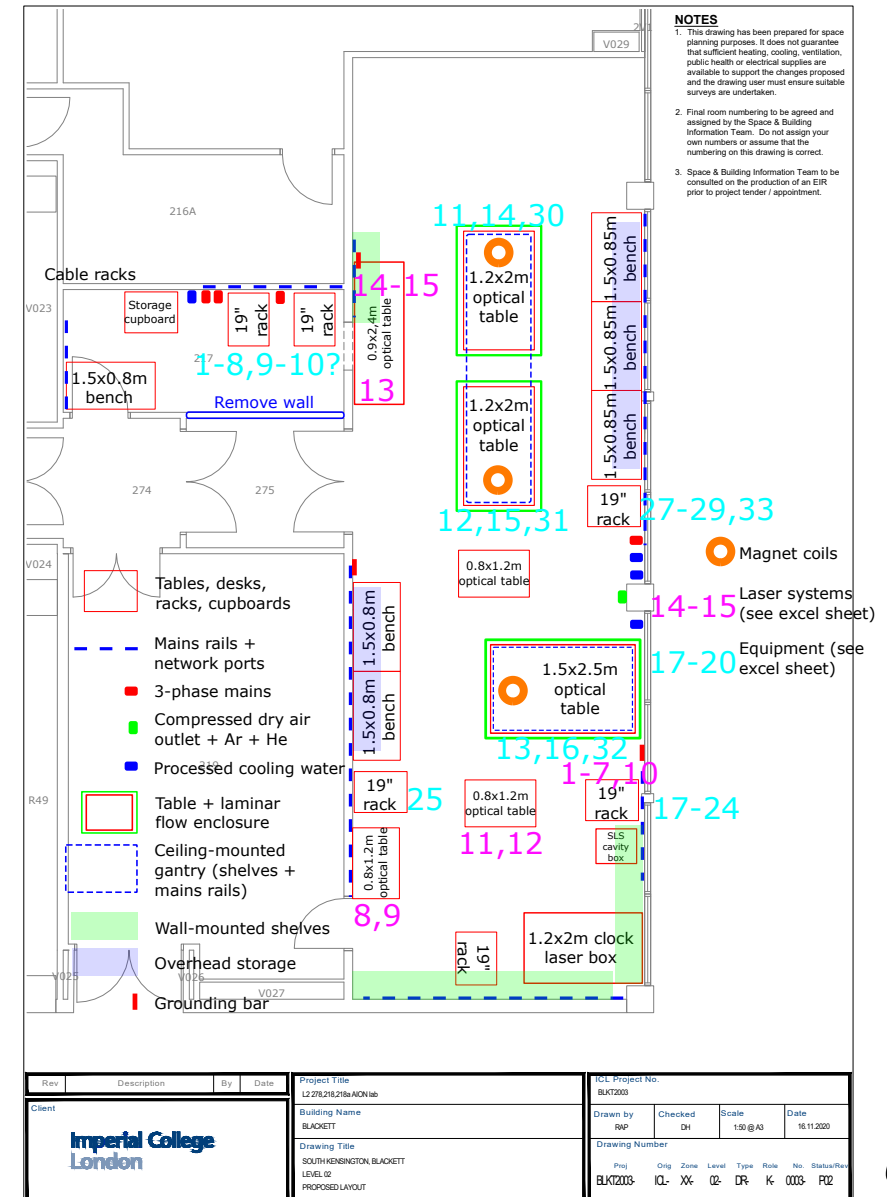 NOTES
1. This drawing has been prepared for space
planning purposes. It does not guarantee
that sufficient heating, cooling, ventilation,
public health or electrical supplies are
available to support the changes proposed
and the drawing user must ensure suitable
surveys are undertaken.
2. Final room numbering to be agreed and
assigned by the Space & Building
Information Team. Do not assign your
own numbers or assume that the
numbering on this drawing is correct.
3. Space & Building Information Team to be
consulted on the production of an EIR
prior to project tender / appointment.
V029
216A
11,14,30
1.2x2m
optical
table
1.5x0.85m
bench
Cable racks
14-15
V023
Storage
cupboard
19"
rack
19"
rack
0.9x2,4m
optical table
1-8,9-10?
13
1.5x0.8m
bench
Remove wall
1.2x2m
optical
table
1.5x0.85m
bench
1.5x0.85m
bench
274
275
12,15,31
19"
rack
27-29,33
V024
0.8x1.2m
optical table
Magnet coils
Tables, desks,
racks, cupboards
1.5x0.8m
bench
14-15
Laser systems
(see excel sheet)
Mains rails +
network ports
17-20
Equipment (see
excel sheet)
3-phase mains
1.5x0.8m
bench
1.5x2.5m
optical
table
Compressed dry air
outlet + Ar + He
13,16,32
Processed cooling water
1-7,10
R49
Table + laminar
flow enclosure
19"
rack
25
0.8x1.2m
optical table
19"
rack
17-24
11,12
SLS
cavity
box
Ceiling-mounted
gantry (shelves +
mains rails)
0.8x1.2m
optical table
8,9
Wall-mounted shelves
19"
rack
1.2x2m clock
laser box
Overhead storage
V025
V026
V027
Grounding bar
Rev Description By Date
Client
Imperial College
London
Project Title
L2 278,218,218a AION lab
Building Name
BLACKETT
Drawing Title
SOUTH KENSINGTON, BLACKETT
LEVEL 02
PROPOSED LAYOUT
ICL Project No.
BLKT2003
Drawn by Checked Scale Date
RAP DH 1:50 @ A3 16.11.2020
Drawing Number
Proj Orig Zone Level Type Role No. Status/Rev
BLKT2003- ICL- XX- 02- DR- K- 0003- P02